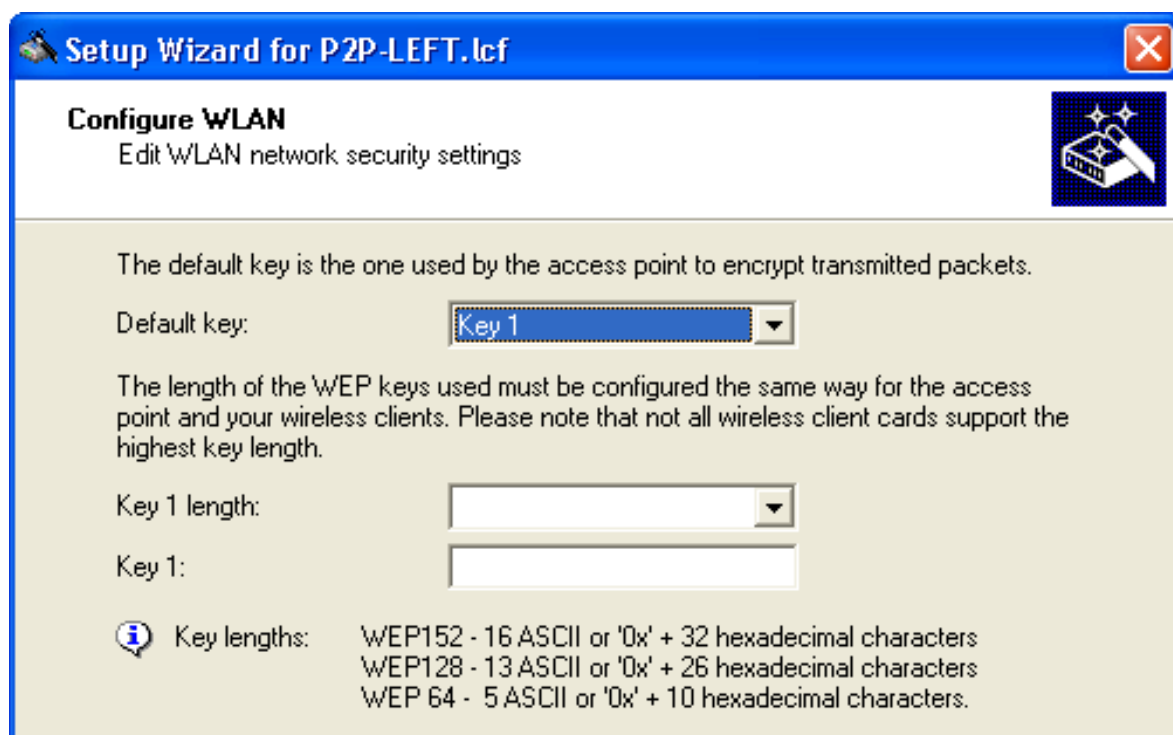 Setup Wizard for P2P-LEFT.lcf
Configure WLAN
Edit WLAN network security settings
The default key is the one used by the access point to encrypt transmitted packets.
Default key: Key 1
The length of the WEP keys used must be configured the same way for the access
point and your wireless clients. Please note that not all wireless client cards support the
highest key length.
Key 1 length:
Key 1:
Key lengths: WEP152 - 16 ASCII or '0x' + 32 hexadecimal characters
WEP128 - 13 ASCII or '0x' + 26 hexadecimal characters
WEP 64 - 5 ASCII or '0x' + 10 hexadecimal characters.